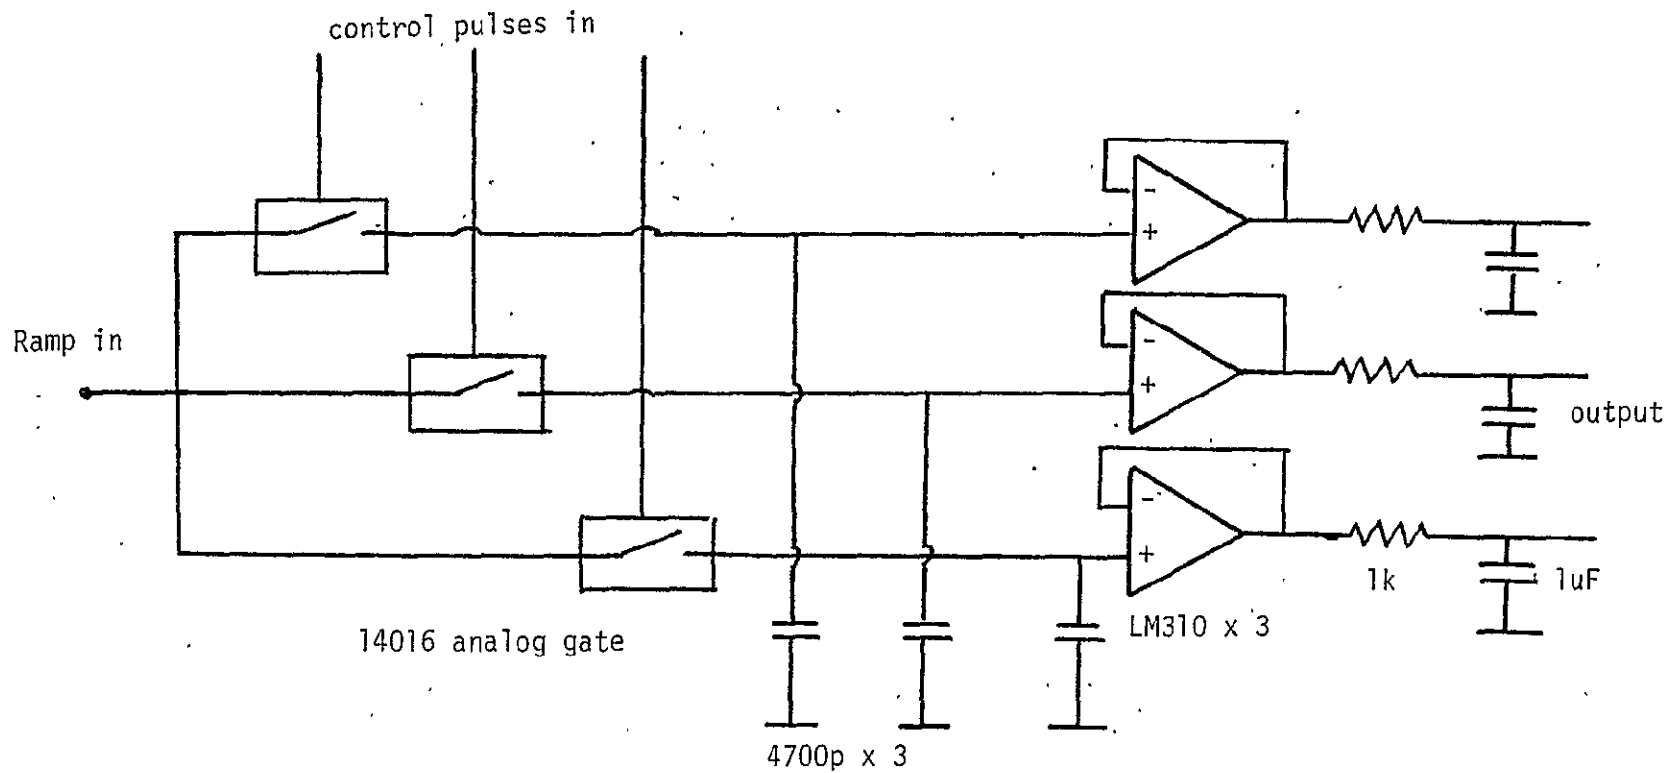 control pulses in
Ramp in
-
+
-
+
output
-
+
1k
1uF
14016 analog gate
LM310 x 3
4700p x 3